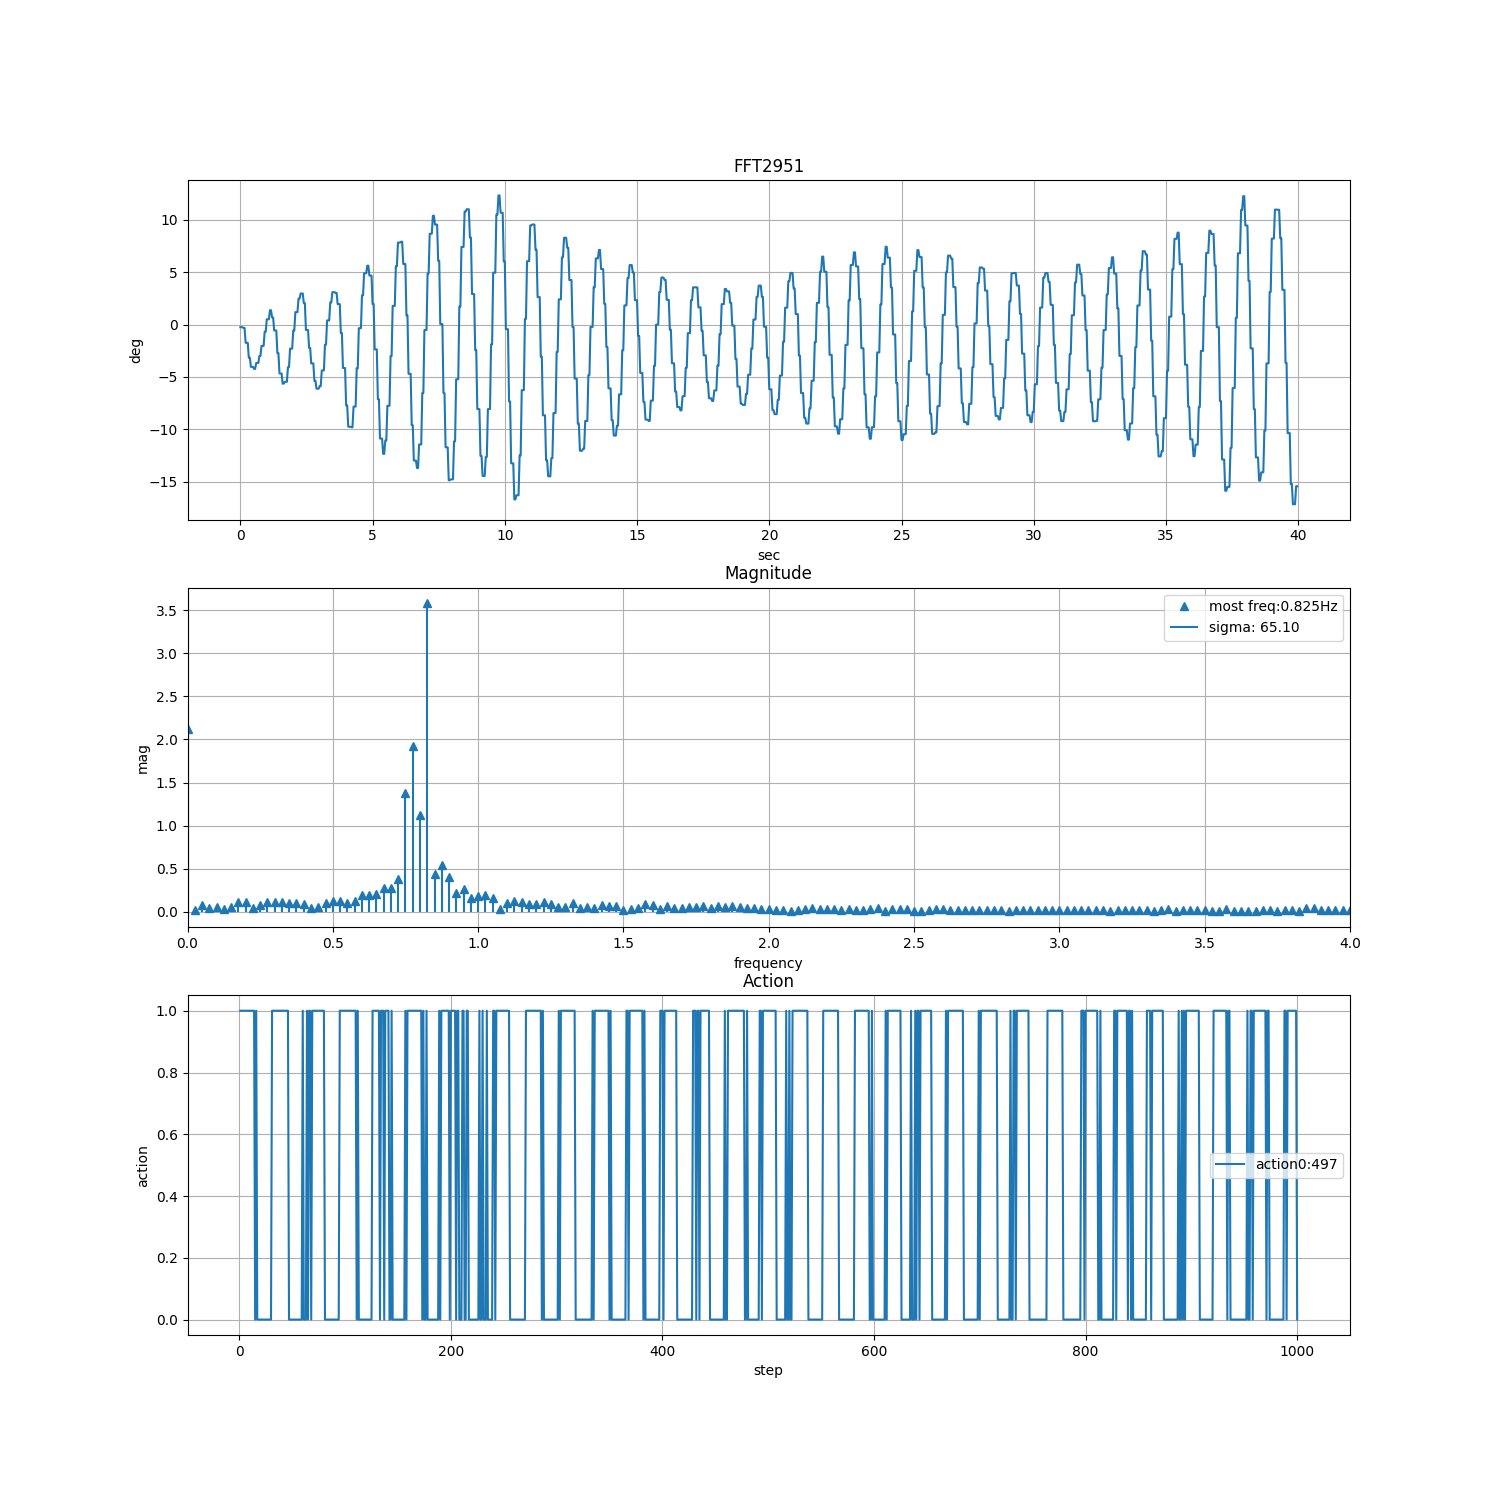 FFT2951
10
5
0
−5
−10
−15
deg
0 5 10 15 20 25 30 35 40
sec
Magnitude
most freq:0.825Hz
sigma: 65.10
3.5
3.0
2.5
2.0
1.5
1.0
0.5
0.0
mag
0.0 0.5 1.0 1.5 2.0 2.5 3.0 3.5 4.0
frequency
Action
1.0
0.8
0.6
0.4
0.2
0.0
action
action0:497
0 200 400 600 800 1000
step